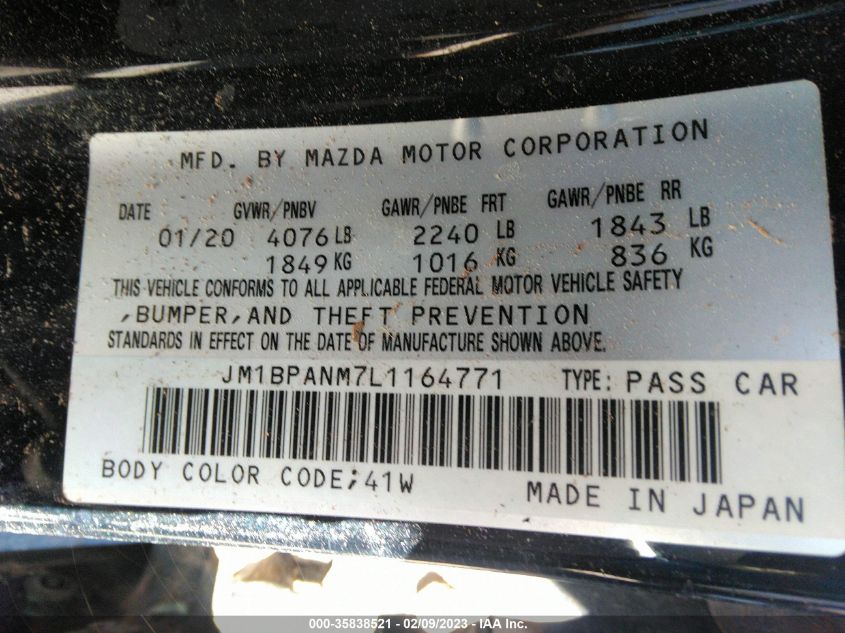 MFD. BY MAZDA MOTOR CORPORATION
DATE GVWR/PNBV GAWR/PNBE FRT GAWR/PNBE RR
01/20 4076 LB 2240 LB 1843 LB
1849 KG 1016 KG 836 KG
THIS VEHICLE CONFORMS TO ALL APPLICABLE FEDERAL MOTOR VEHICLE SAFETY
,BUMPER,AND THEFT PREVENTION
STANDARDS IN EFFECT ON THE DATE OF MANUFACTURE SHOWN ABOVE.
JM1BPANM7L1164771 TYPE: PASS CAR
BODY COLOR CODE;41W
MADE IN JAPAN
000-35838521 - 02/09/2023 - IAA Inc.